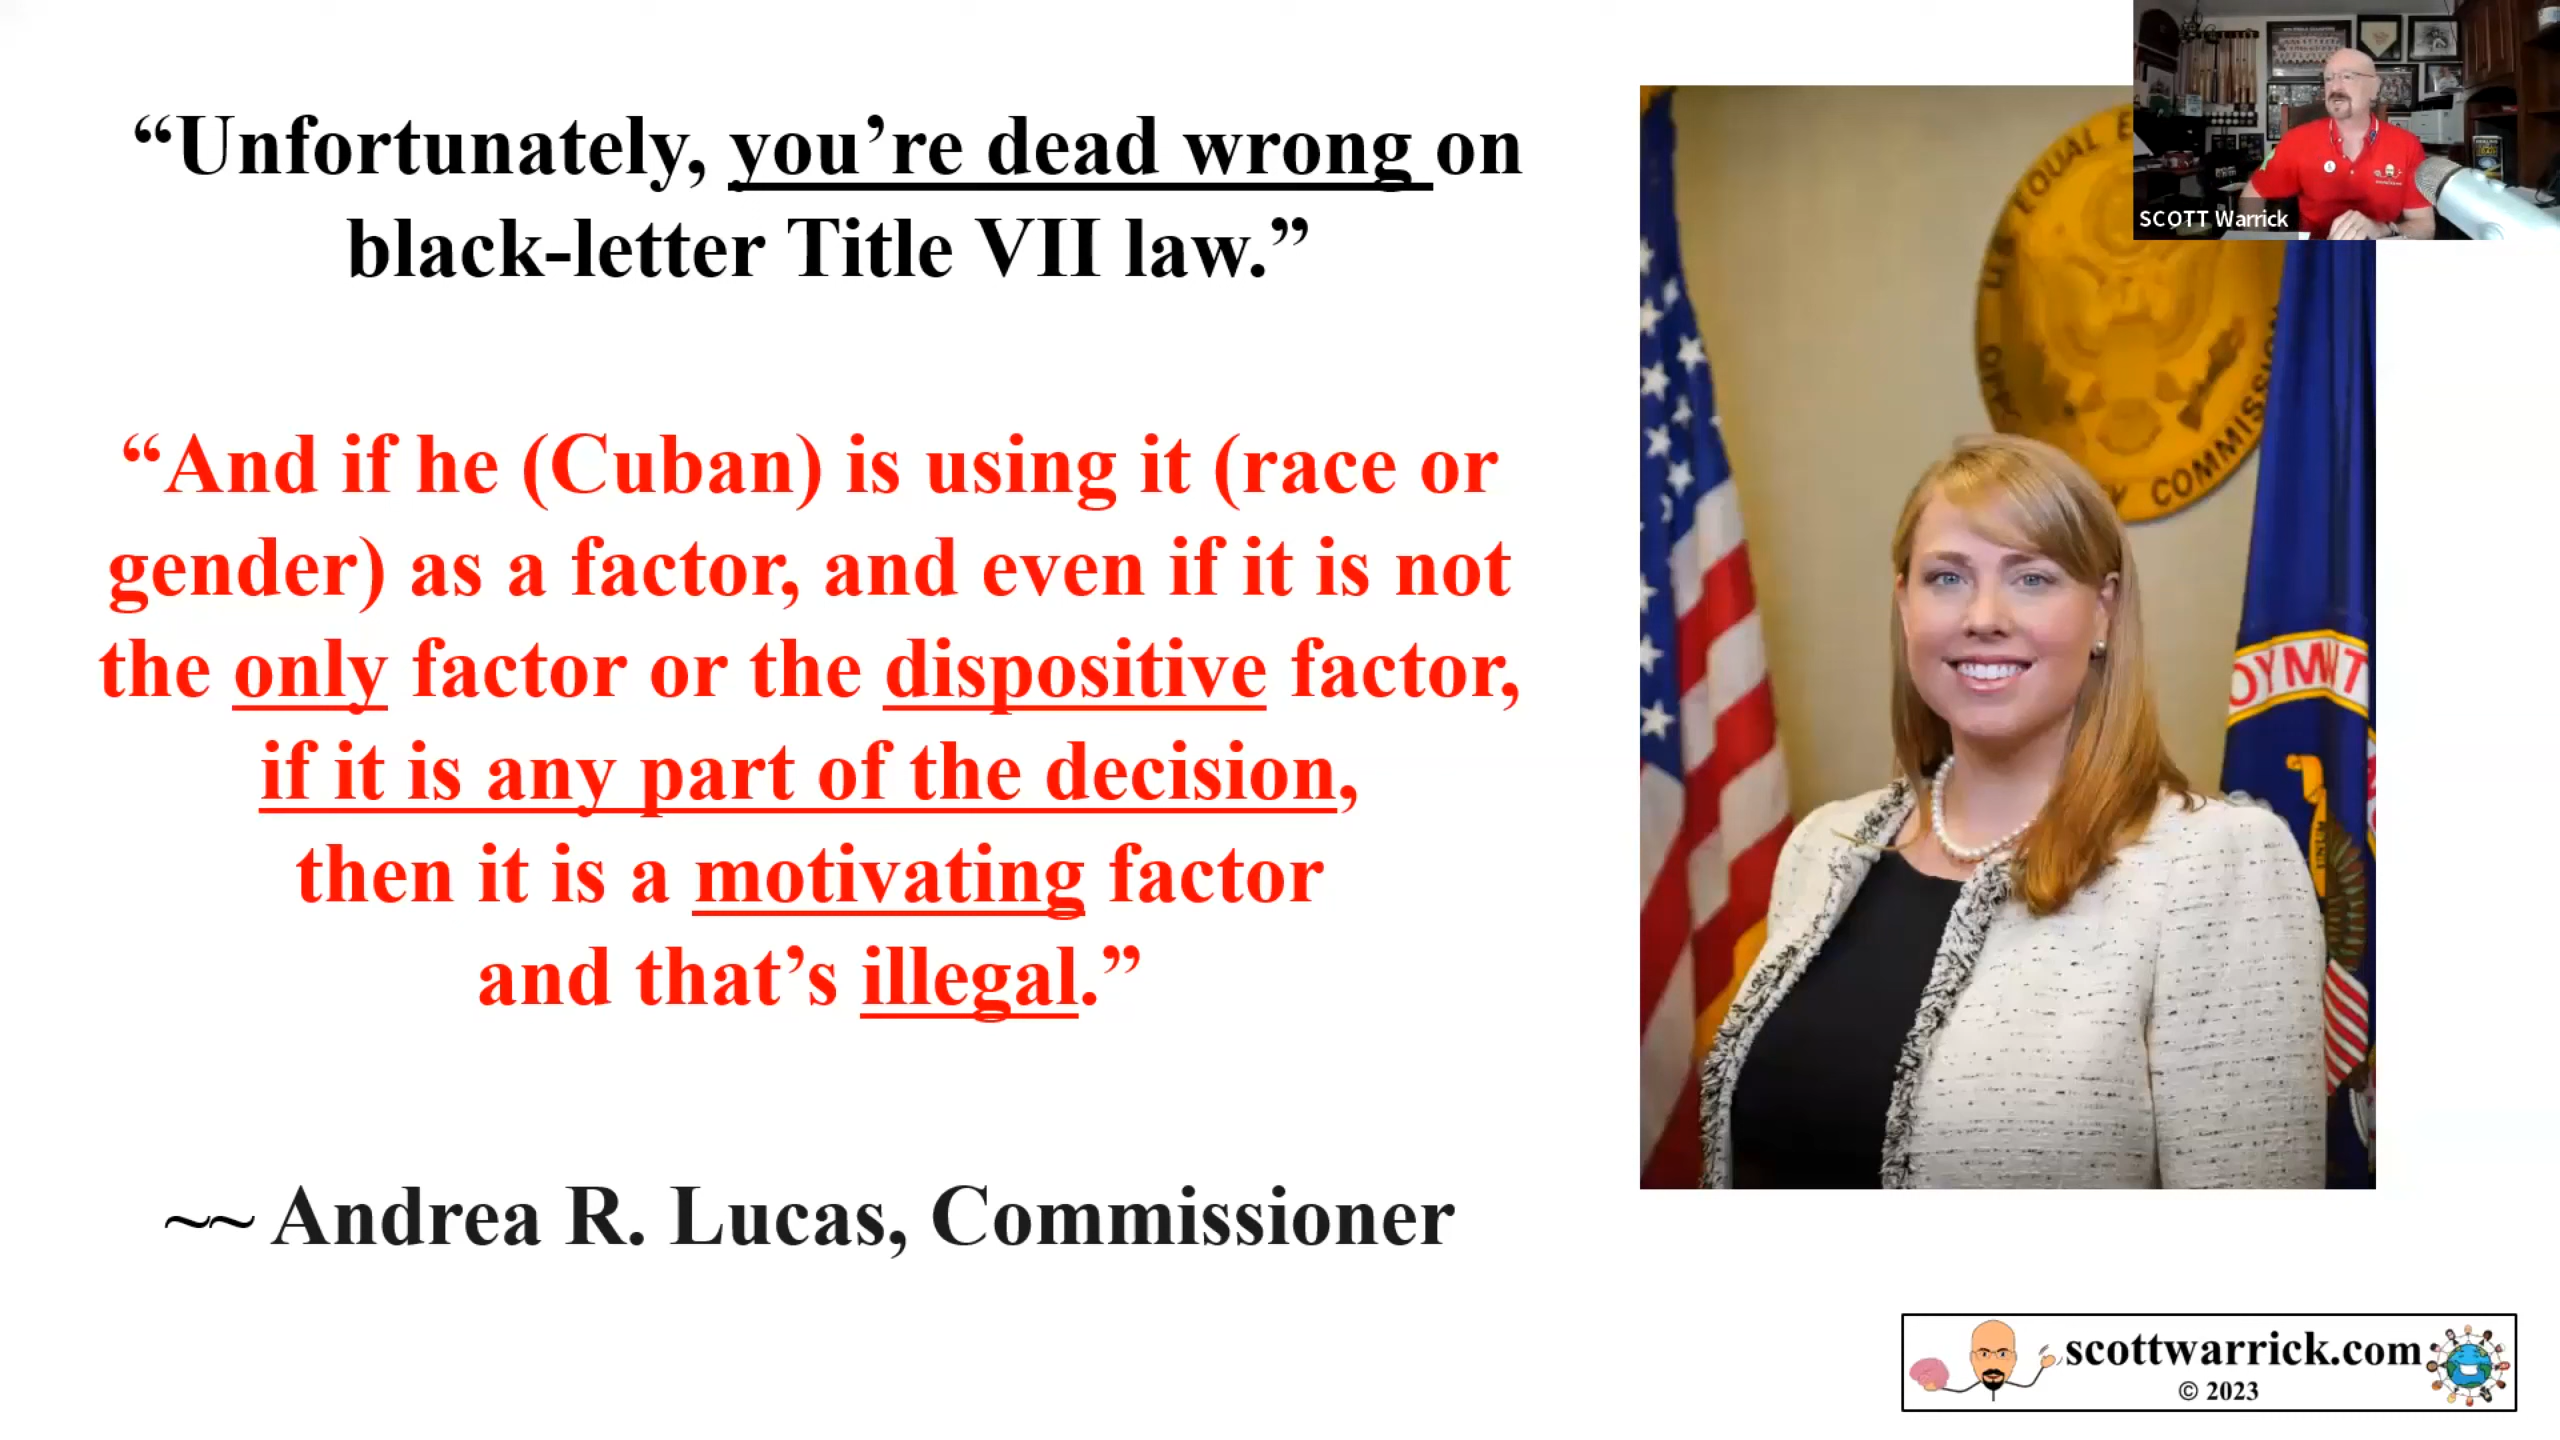 “Unfortunately, you’re dead wrong on
black-letter Title VII law.”
“And if he (Cuban) is using it (race or
gender) as a factor, and even if it is not
the only factor or the dispositive factor,
if it is any part of the decision,
then it is a motivating factor
and that’s illegal.”
~~ Andrea R. Lucas, Commissioner
SCOTT Warrick
EQUAL
COMMISSION
scottwarrick.com
© 2023